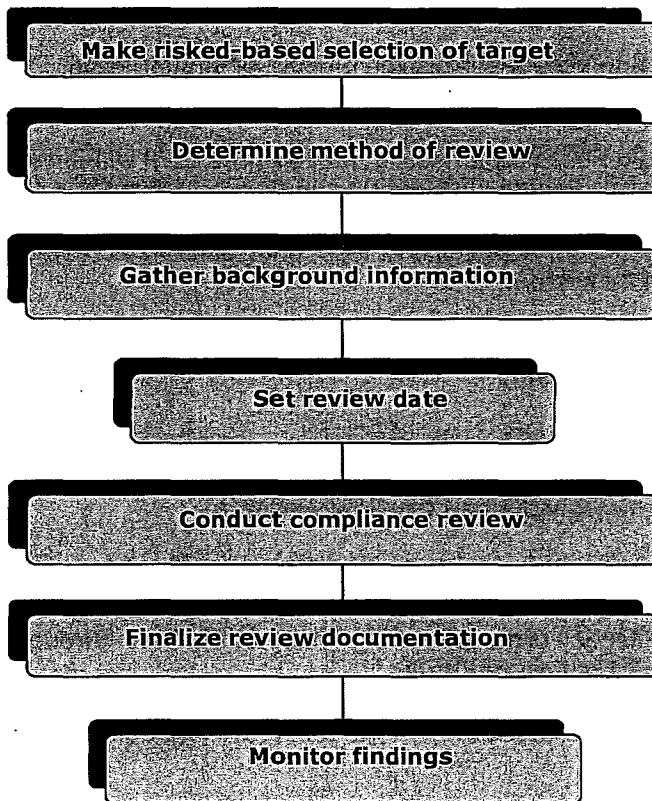 Make risked-based selection of target
Determine method of review
Gather background information
Set review date
Conduct compliance review
Finalize review documentation
Monitor findings